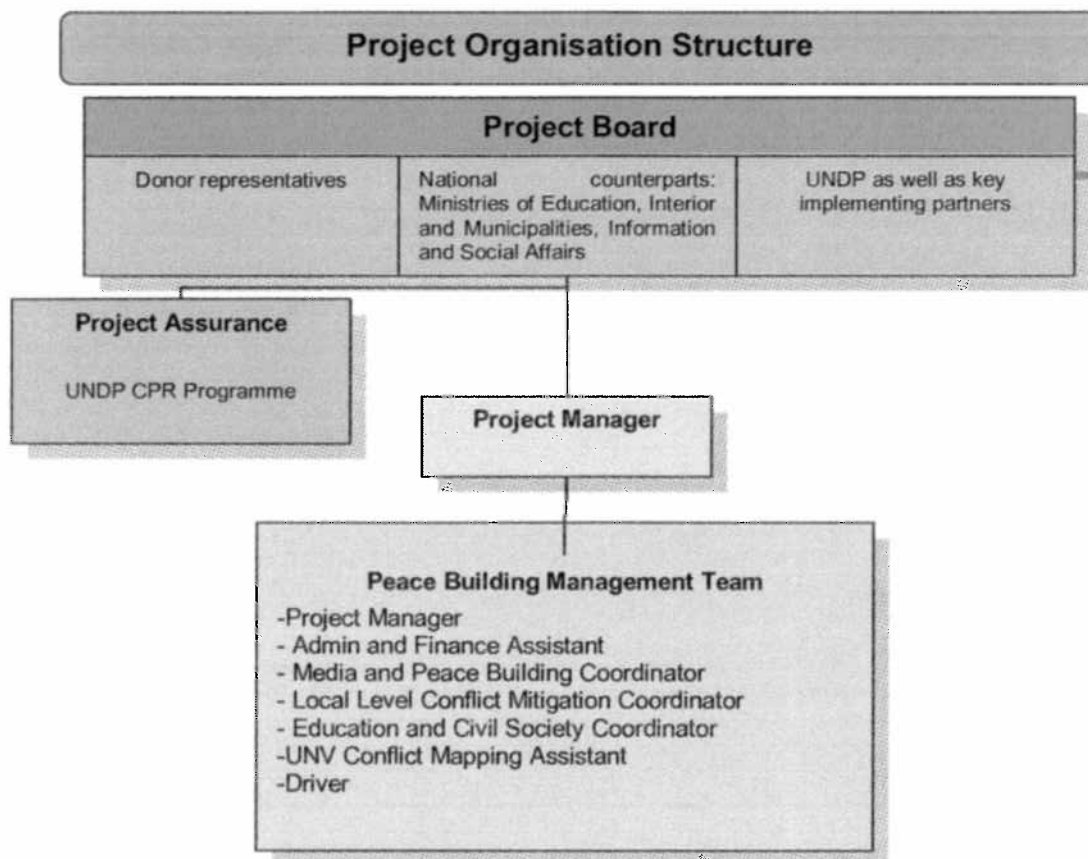 Project Organisation Structure
Project Board
Donor representatives
National counterparts:
Ministries of Education, Interior
and Municipalities, Information
and Social Affairs
UNDP as well as key
implementing partners
Project Assurance
UNDP CPR Programme
Project Manager
Peace Building Management Team
-Project Manager
- Admin and Finance Assistant
- Media and Peace Building Coordinator
- Local Level Conflict Mitigation Coordinator
- Education and Civil Society Coordinator
-UNV Conflict Mapping Assistant
-Driver